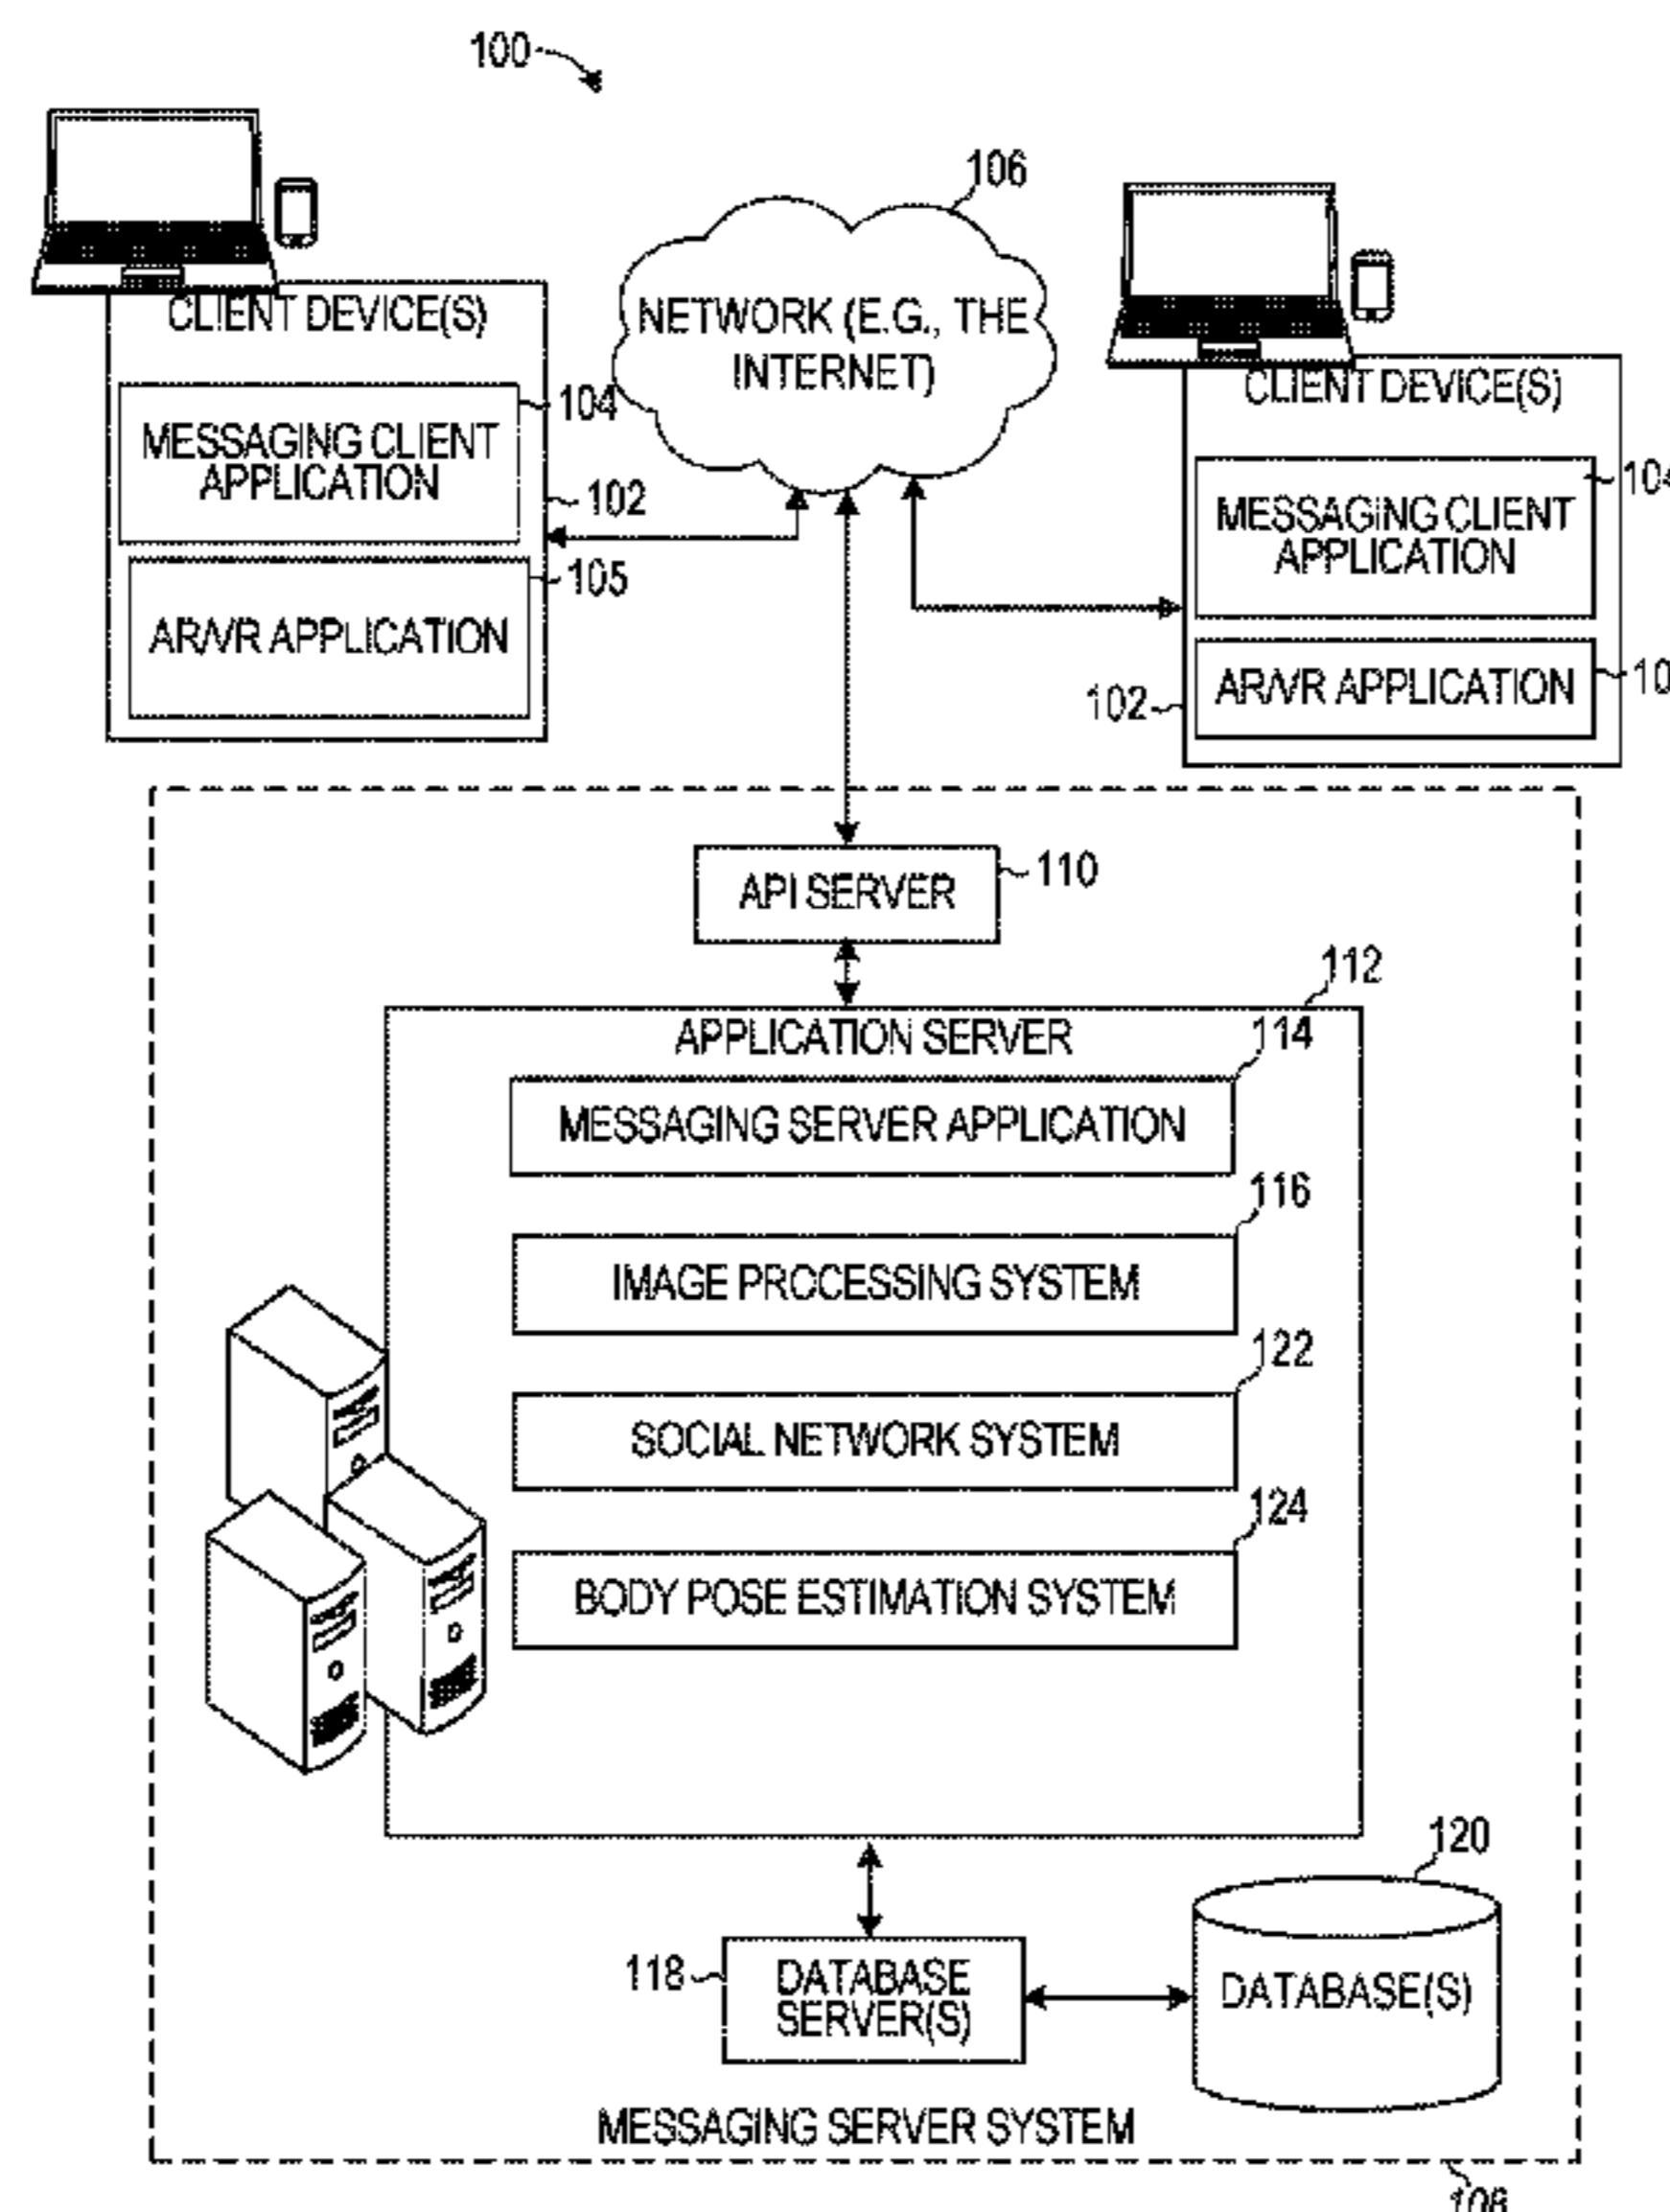 100
106
CLIENT DEVICE(S)
NETWORK (E.G., THE
INTERNET)
CLIENT DEVICE(S)
104
MESSAGING CLIENT
APPLICATION
102
104
MESSAGING CLIENT
APPLICATION
105
AR/VR APPLICATION
102
AR/VR APPLICATION
10
API SERVER
110
112
APPLICATION SERVER
114
MESSAGING SERVER APPLICATION
116
IMAGE PROCESSING SYSTEM
122
SOCIAL NETWORK SYSTEM
124
BODY POSE ESTIMATION SYSTEM
120
118
DATABASE
SERVER(S)
DATABASE(S)
MESSAGING SERVER SYSTEM